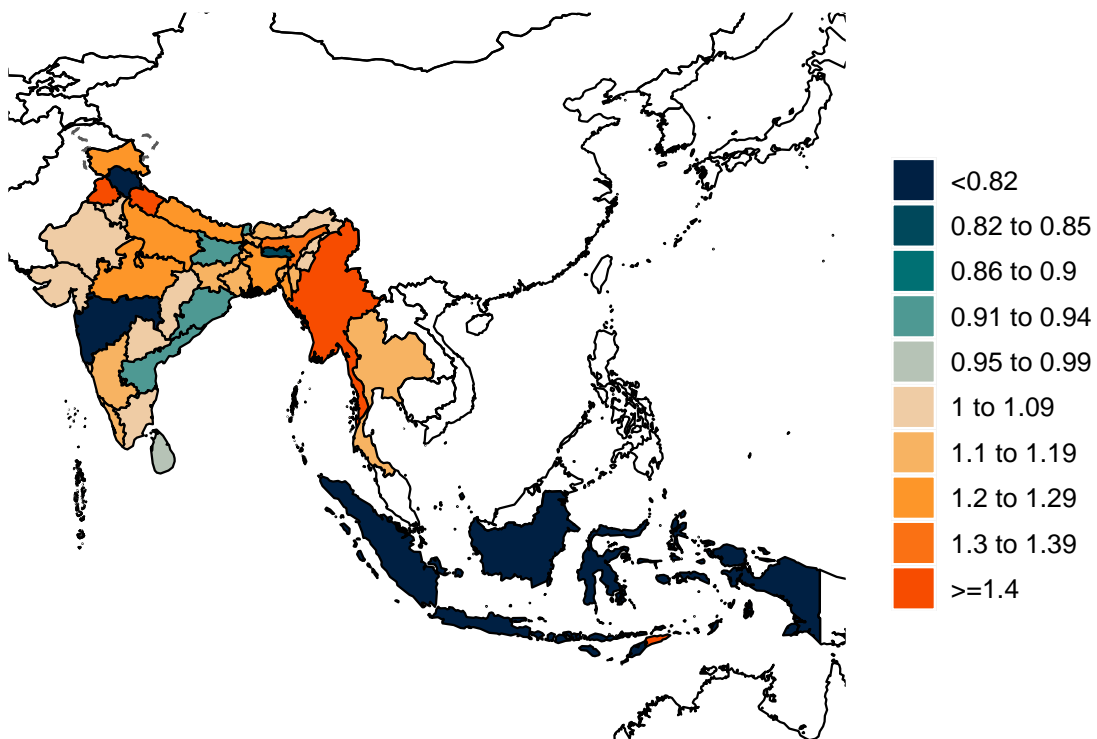 <0.82
0.82 to 0.85
0.86 to 0.9
0.91 to 0.94
0.95 to 0.99
1 to 1.09
1.1 to 1.19
1.2 to 1.29
1.3 to 1.39
>=1.4